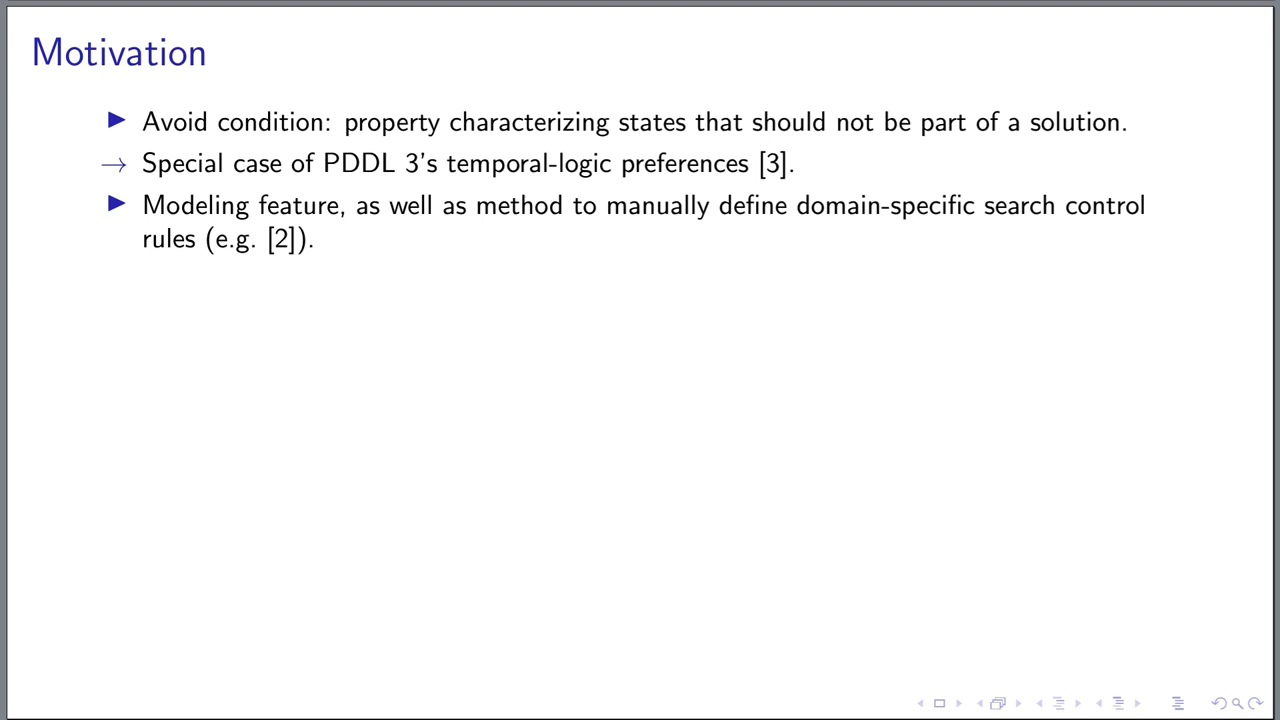 Motivation
▶ Avoid condition: property characterizing states that should not be part of a solution.
→ Special case of PDDL 3's temporal-logic preferences [3].
▶ Modeling feature, as well as method to manually define domain-specific search control
rules (e.g. [2]).